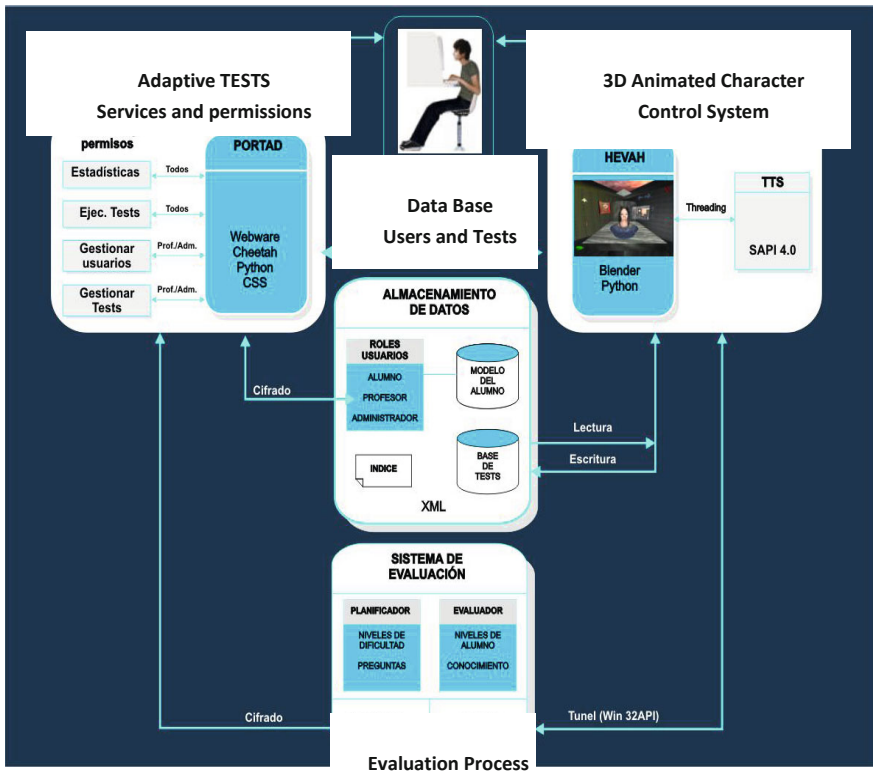 Adaptive TESTS
Services and permissions
3D Animated Character
Control System
permisos
PORTAD
Estadísticas
Todos
Ejec. Tests
Todos
Gestionar
usuarios
Prof./Adm.
Gestionar
Tests
Prof./Adm.
Webware
Cheetah
Python
CSS
Data Base
Users and Tests
HEVAH
Blender
Python
Threading
TTS
SAPI 4.0
ALMACENAMIENTO
DE DATOS
ROLES
USUARIOS
ALUMNO
PROFESOR
ADMINISTRADOR
MODELO
DEL
ALUMNO
INDICE
BASE
DE
TESTS
XML
Cifrado
Lectura
Escritura
SISTEMA DE
EVALUACIÓN
PLANIFICADOR
NIVELES DE
DIFICULTAD
PREGUNTAS
EVALUADOR
NIVELES DE
ALUMNO
CONOCIMIENTO
Cifrado
Tunel (Win 32API)
Evaluation Process